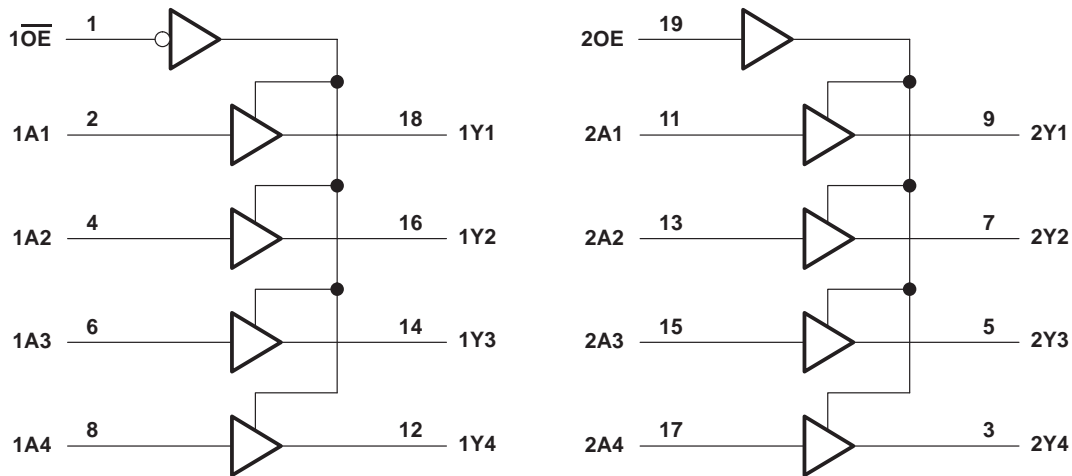 1O̅E̅ 1
1A1 2 18 1Y1
1A2 4 16 1Y2
1A3 6 14 1Y3
1A4 8 12 1Y4
2OE 19
2A1 11 9 2Y1
2A2 13 7 2Y2
2A3 15 5 2Y3
2A4 17 3 2Y4